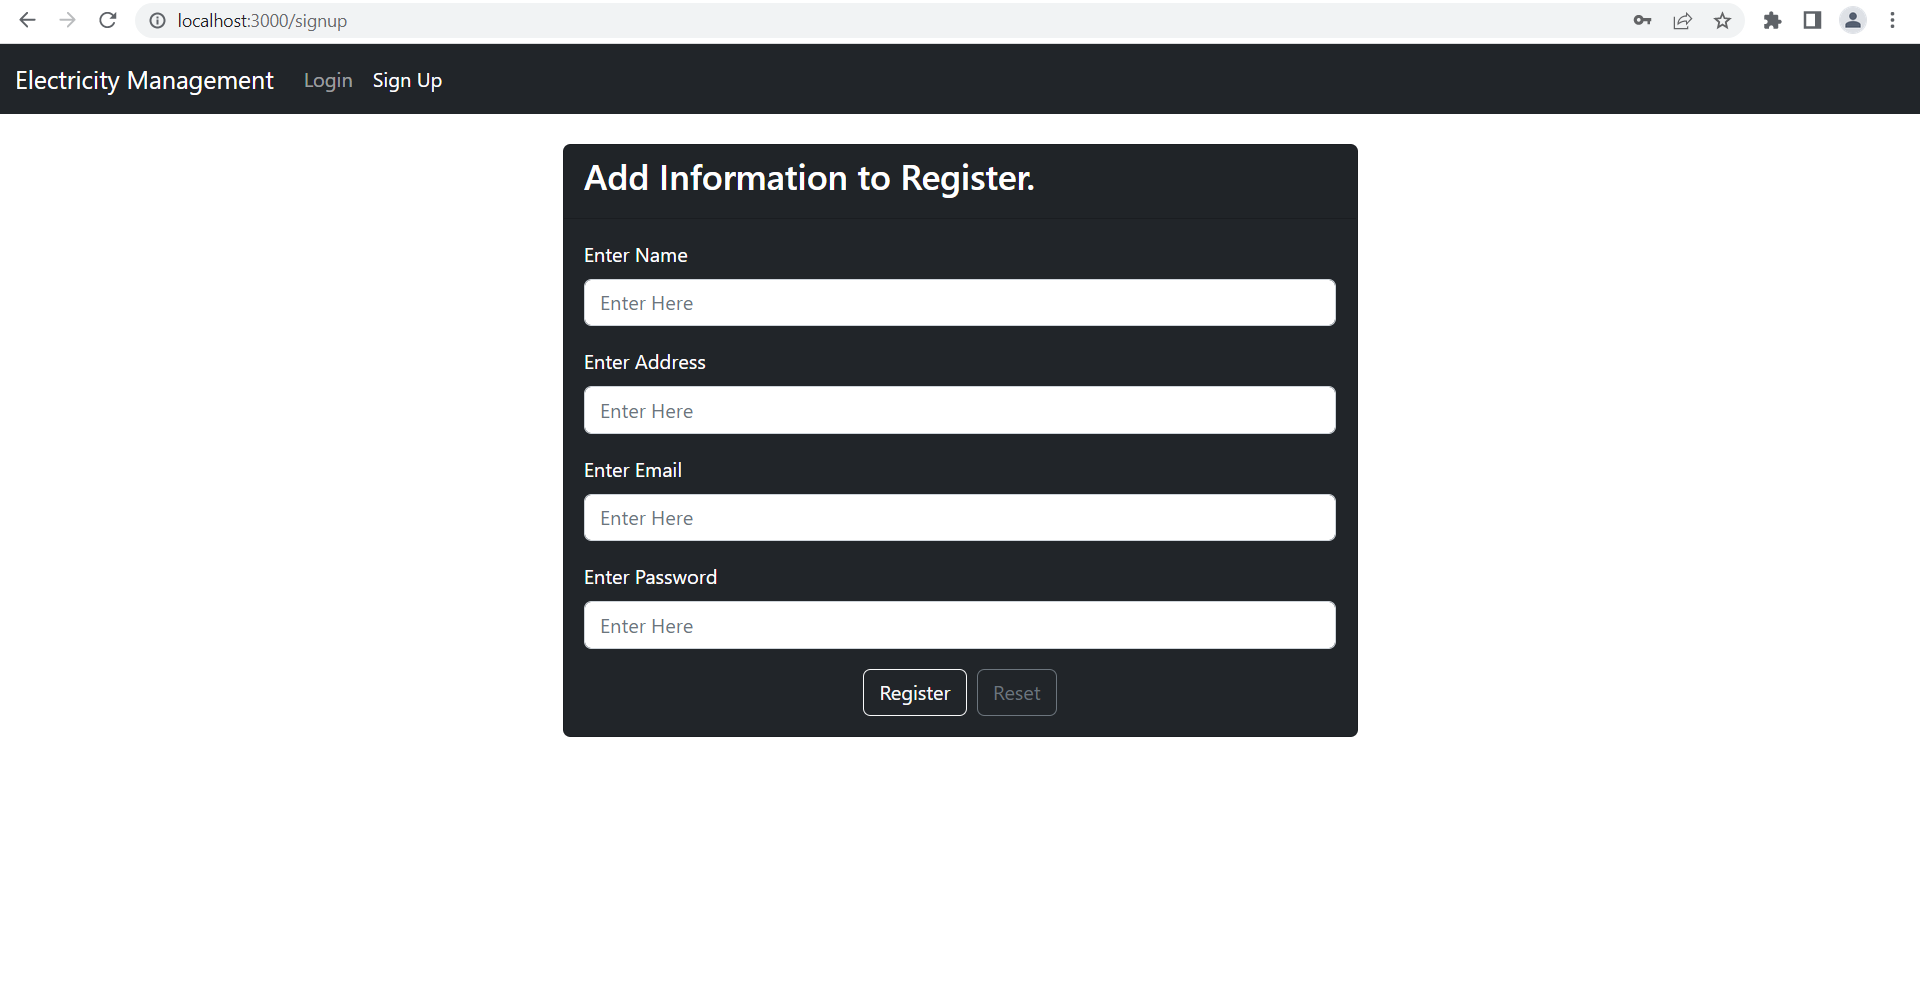 localhost:3000/signup
Electricity Management Login Sign Up
Add Information to Register.
Enter Name
Enter Here
Enter Address
Enter Here
Enter Email
Enter Here
Enter Password
Enter Here
Register Reset